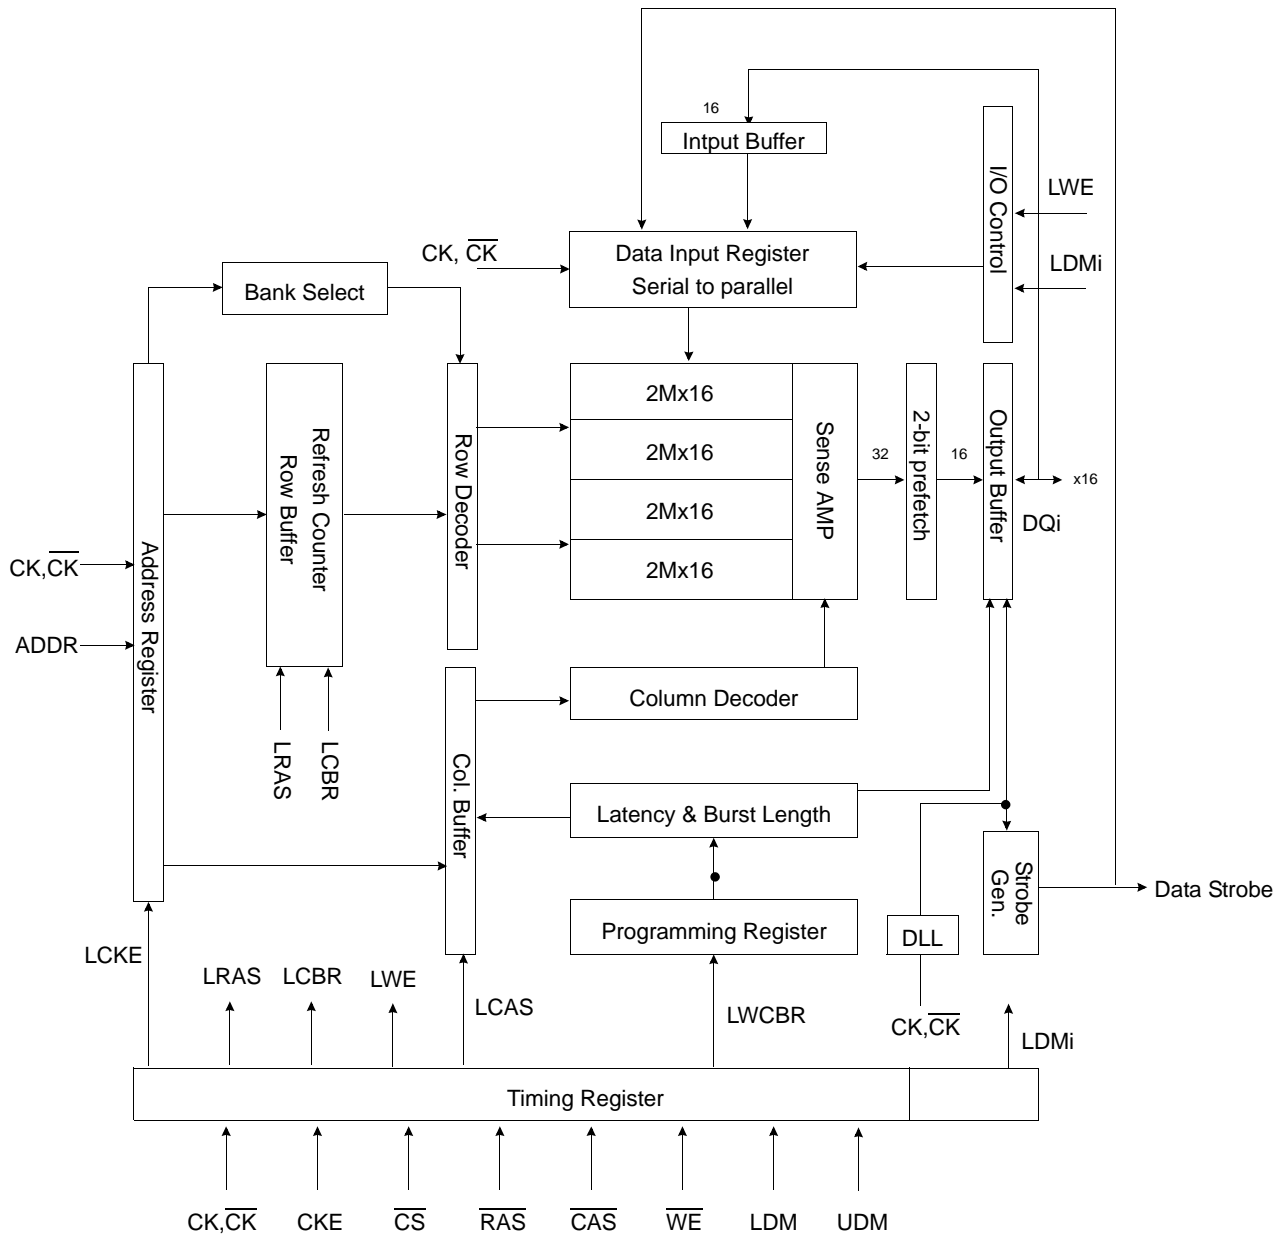 16
Intput Buffer
I/O Control
LWE
LDMi
CK, CK
Data Input Register
Serial to parallel
Bank Select
Address Register
Refresh Counter
Row Buffer
Row Decoder
2Mx16
2Mx16
2Mx16
2Mx16
Sense AMP
32
2-bit prefetch
16
Output Buffer
x16
DQi
CK,CK
ADDR
LRAS
LCBR
Col. Buffer
Column Decoder
Latency & Burst Length
Programming Register
DLL
CK,CK
Strobe
Gen.
Data Strobe
LCKE
LRAS
LCBR
LWE
LCAS
LWCBR
LDMi
Timing Register
CK,CK
CKE
CS
RAS
CAS
WE
LDM
UDM